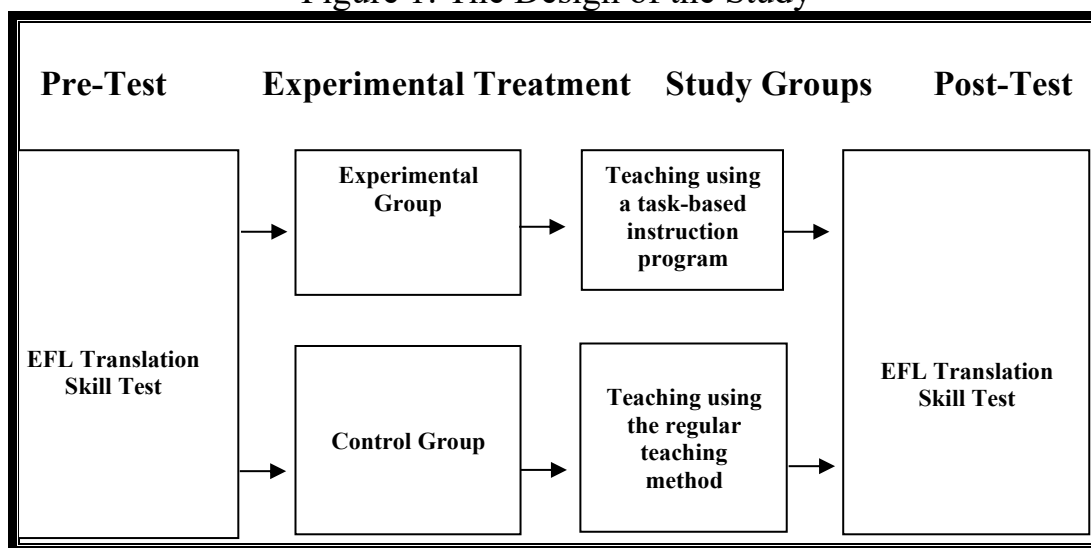 Figure 1: The Design of the Study
Pre-Test Experimental Treatment Study Groups Post-Test
EFL Translation
Skill Test
Experimental
Group
Teaching using
a task-based
instruction
program
Control Group
Teaching using
the regular
teaching
method
EFL Translation
Skill Test